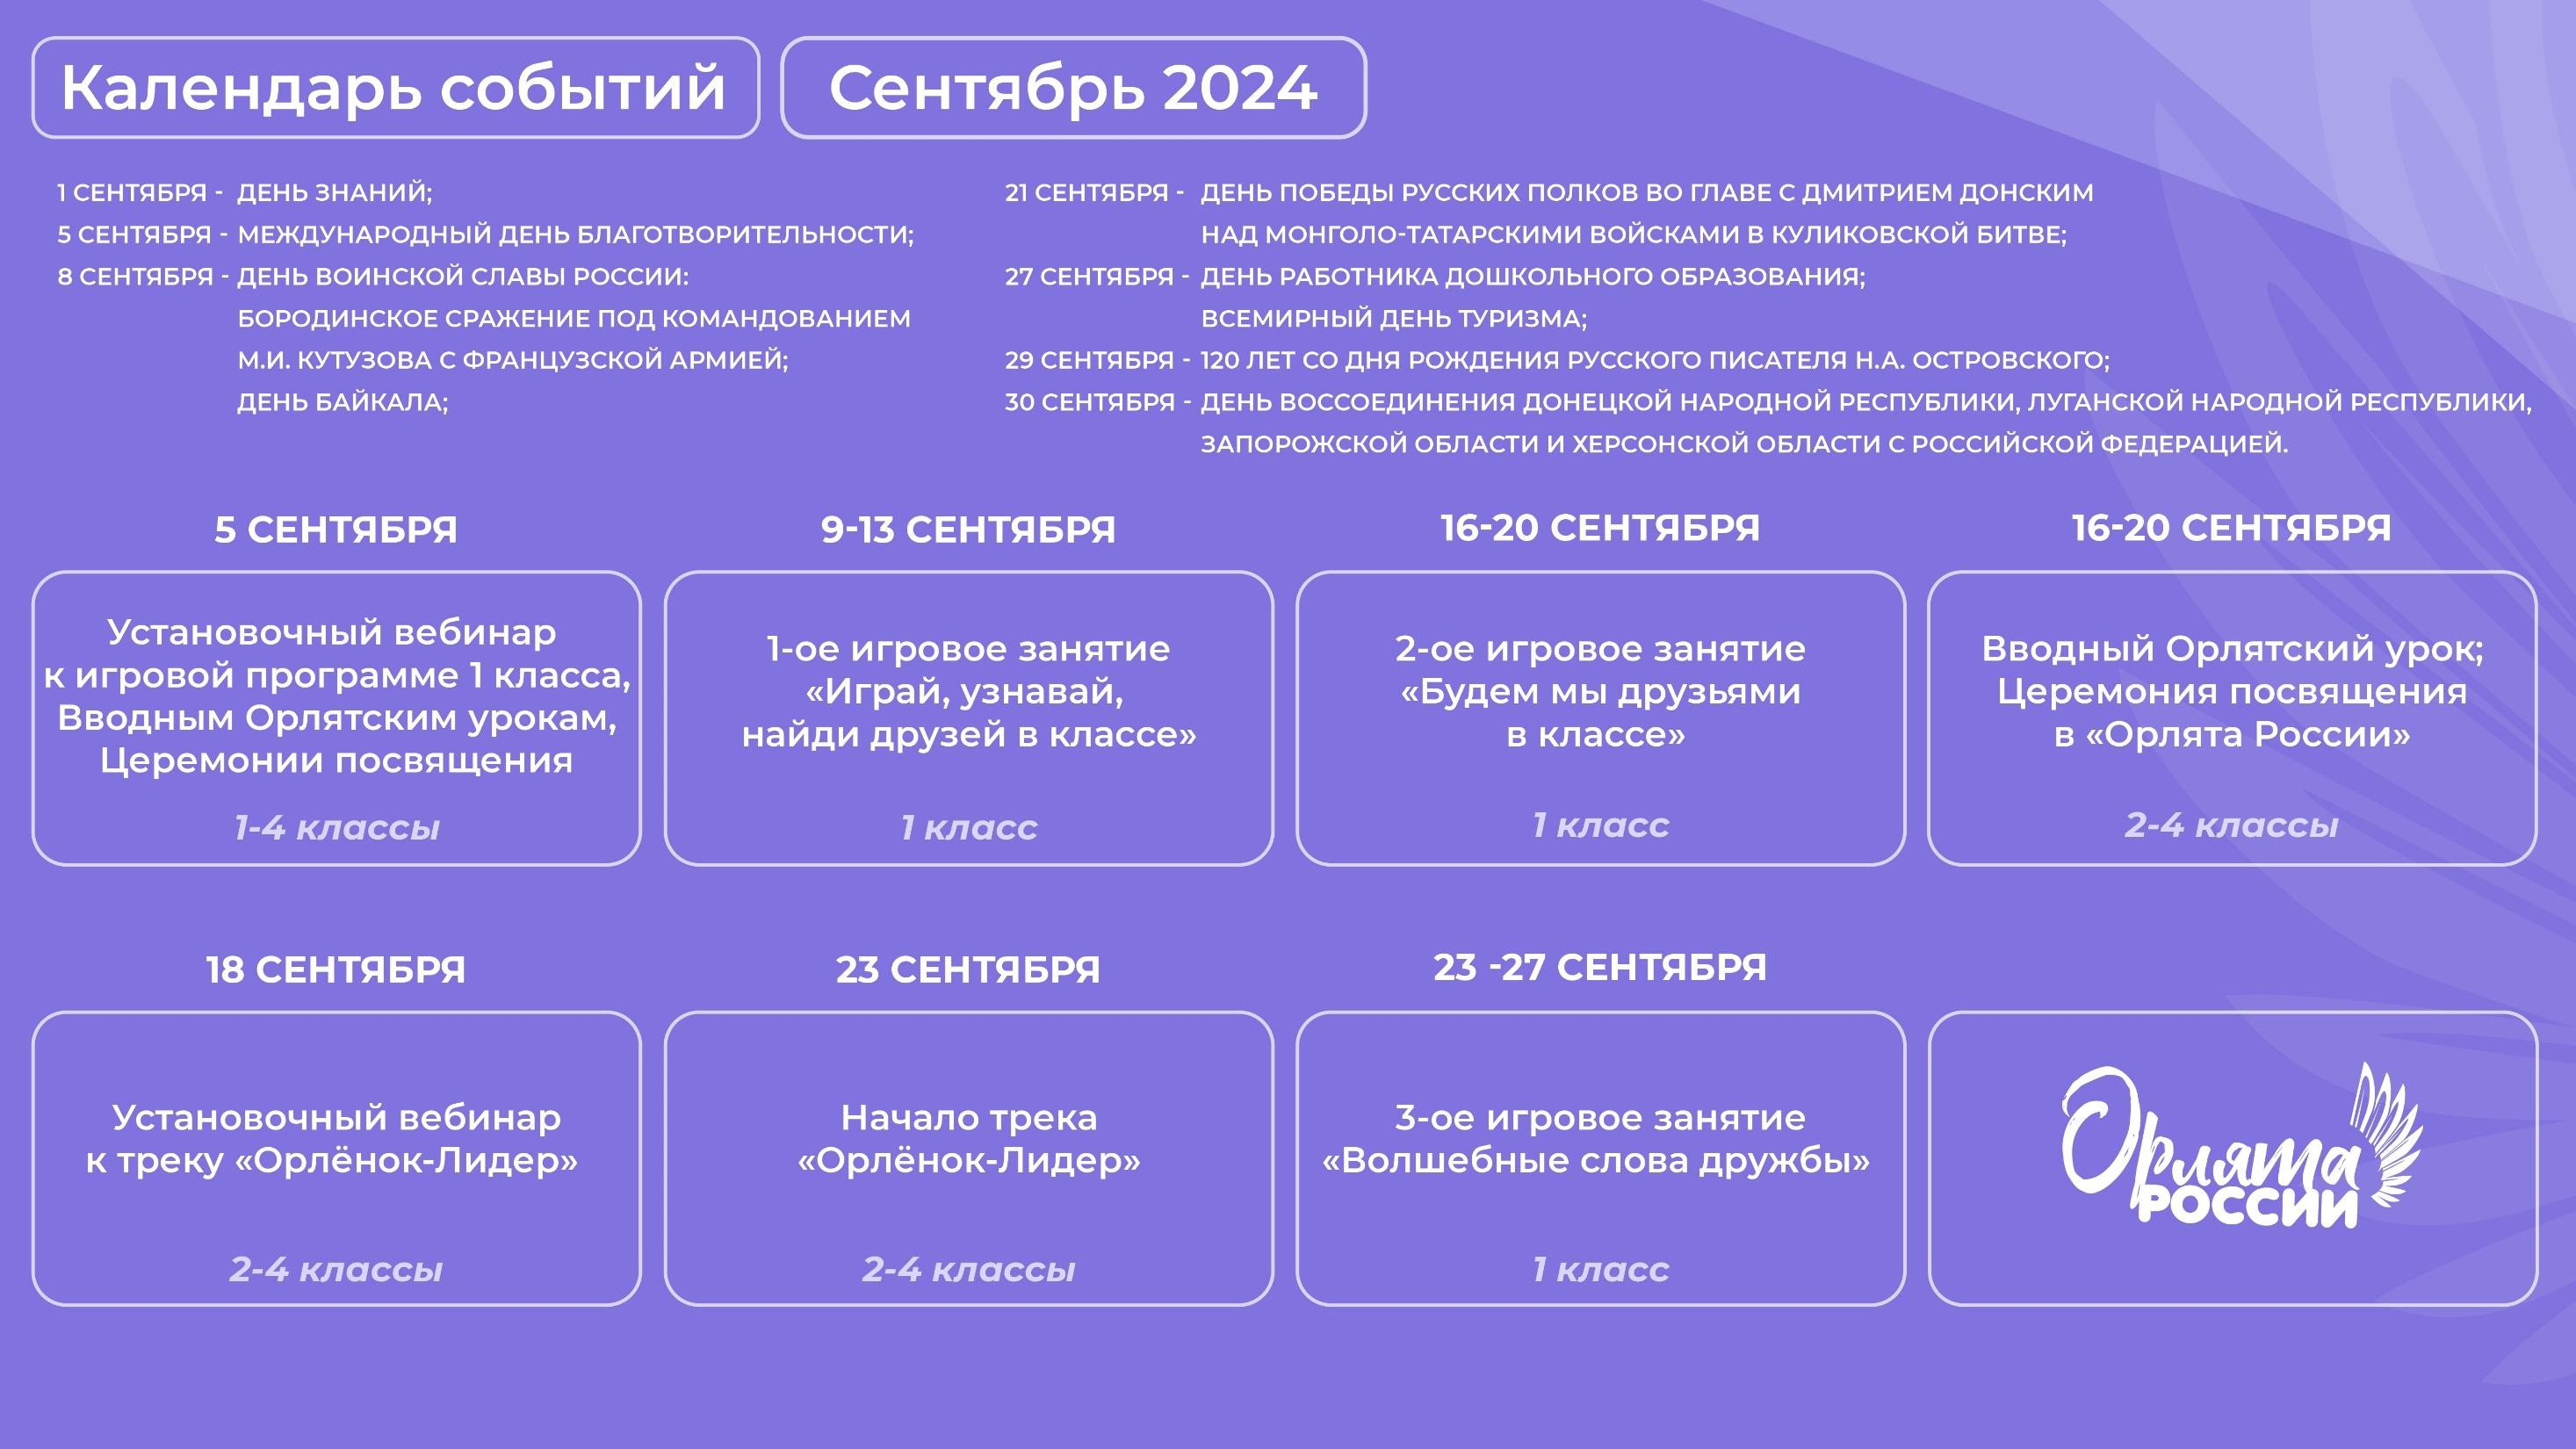 Календарь событий
Сентябрь 2024
1 СЕНТЯБРЯ - ДЕНЬ ЗНАНИЙ;
5 СЕНТЯБРЯ - МЕЖДУНАРОДНЫЙ ДЕНЬ БЛАГОТВОРИТЕЛЬНОСТИ;
8 СЕНТЯБРЯ - ДЕНЬ ВОИНСКОЙ СЛАВЫ РОССИИ:
БОРОДИНСКОЕ СРАЖЕНИЕ ПОД КОМАНДОВАНИЕМ
М.И. КУТУЗОВА С ФРАНЦУЗСКОЙ АРМИЕЙ;
ДЕНЬ БАЙКАЛА;
21 СЕНТЯБРЯ - ДЕНЬ ПОБЕДЫ РУССКИХ ПОЛКОВ ВО ГЛАВЕ С ДМИТРИЕМ ДОНСКИМ
НАД МОНГОЛО-ТАТАРСКИМИ ВОЙСКАМИ В КУЛИКОВСКОЙ БИТВЕ;
27 СЕНТЯБРЯ - ДЕНЬ РАБОТНИКА ДОШКОЛЬНОГО ОБРАЗОВАНИЯ;
ВСЕМИРНЫЙ ДЕНЬ ТУРИЗМА;
29 СЕНТЯБРЯ - 120 ЛЕТ СО ДНЯ РОЖДЕНИЯ РУССКОГО ПИСАТЕЛЯ Н.А. ОСТРОВСКОГО;
30 СЕНТЯБРЯ - ДЕНЬ ВОССОЕДИНЕНИЯ ДОНЕЦКОЙ НАРОДНОЙ РЕСПУБЛИКИ, ЛУГАНСКОЙ НАРОДНОЙ РЕСПУБЛИКИ,
ЗАПОРОЖСКОЙ ОБЛАСТИ И ХЕРСОНСКОЙ ОБЛАСТИ С РОССИЙСКОЙ ФЕДЕРАЦИЕЙ.
5 СЕНТЯБРЯ
Установочный вебинар
к игровой программе 1 класса,
Вводным Орлятским урокам,
Церемонии посвящения
1-4 классы
9-13 СЕНТЯБРЯ
1-ое игровое занятие
«Играй, узнавай,
найди друзей в классе»
1 класс
16-20 СЕНТЯБРЯ
2-ое игровое занятие
«Будем мы друзьями
в классе»
1 класс
16-20 СЕНТЯБРЯ
Вводный Орлятский урок;
Церемония посвящения
в «Орлята России»
2-4 классы
18 СЕНТЯБРЯ
Установочный вебинар
к треку «Орлёнок-Лидер»
2-4 классы
23 СЕНТЯБРЯ
Начало трека
«Орлёнок-Лидер»
2-4 классы
23 -27 СЕНТЯБРЯ
3-ое игровое занятие
«Волшебные слова дружбы»
1 класс
Орлята
РОССИИ